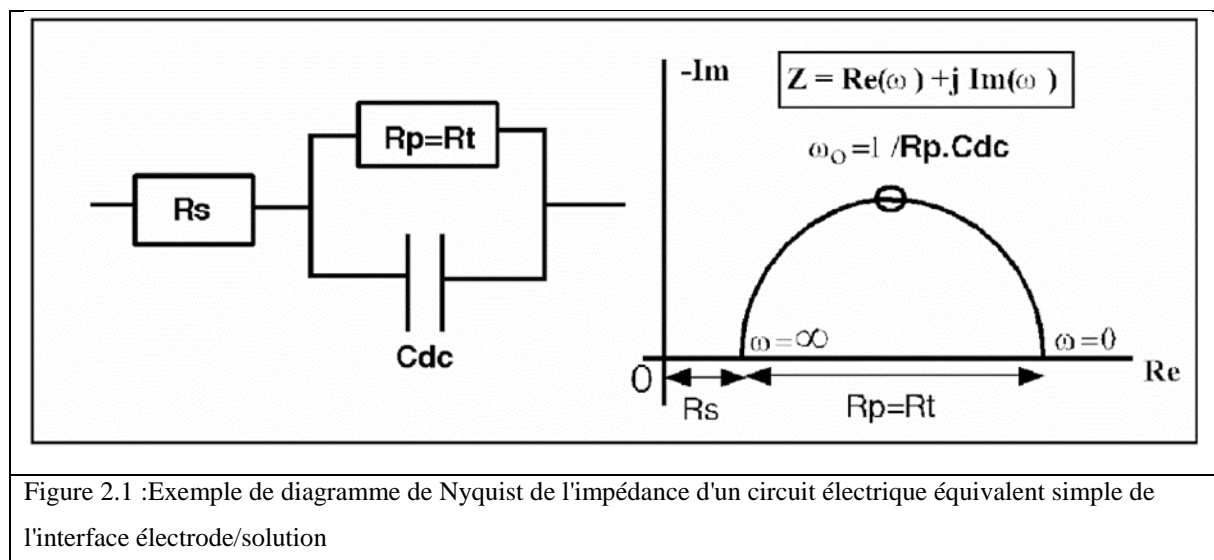 Rs
Rp=Rt
Cdc
-Im
Z = Re(ω ) +j Im(ω )
ω₀ =1 /Rp.Cdc
ω=∞
ω=0
O
Re
Rs
Rp=Rt
Figure 2.1 :Exemple de diagramme de Nyquist de l'impédance d'un circuit électrique équivalent simple de
l'interface électrode/solution